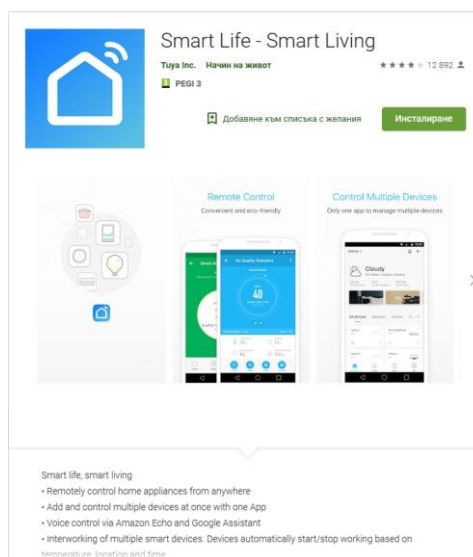 Smart Life - Smart Living
Tuya Inc. Начин на живот
12 892
PEGI 3
Добавяне към списъка с желания
Инсталиране
Remote Control
Convenient and eco-friendly
Control Multiple Devices
Only one app to manage multiple devices
Air Quality Statistics
40
Home
Cloudy
Smart life, smart living
• Remotely control home appliances from anywhere
• Add and control multiple devices at once with one App
• Voice control via Amazon Echo and Google Assistant
• Interworking of multiple smart devices. Devices automatically start/stop working based on
temperature, location and time.